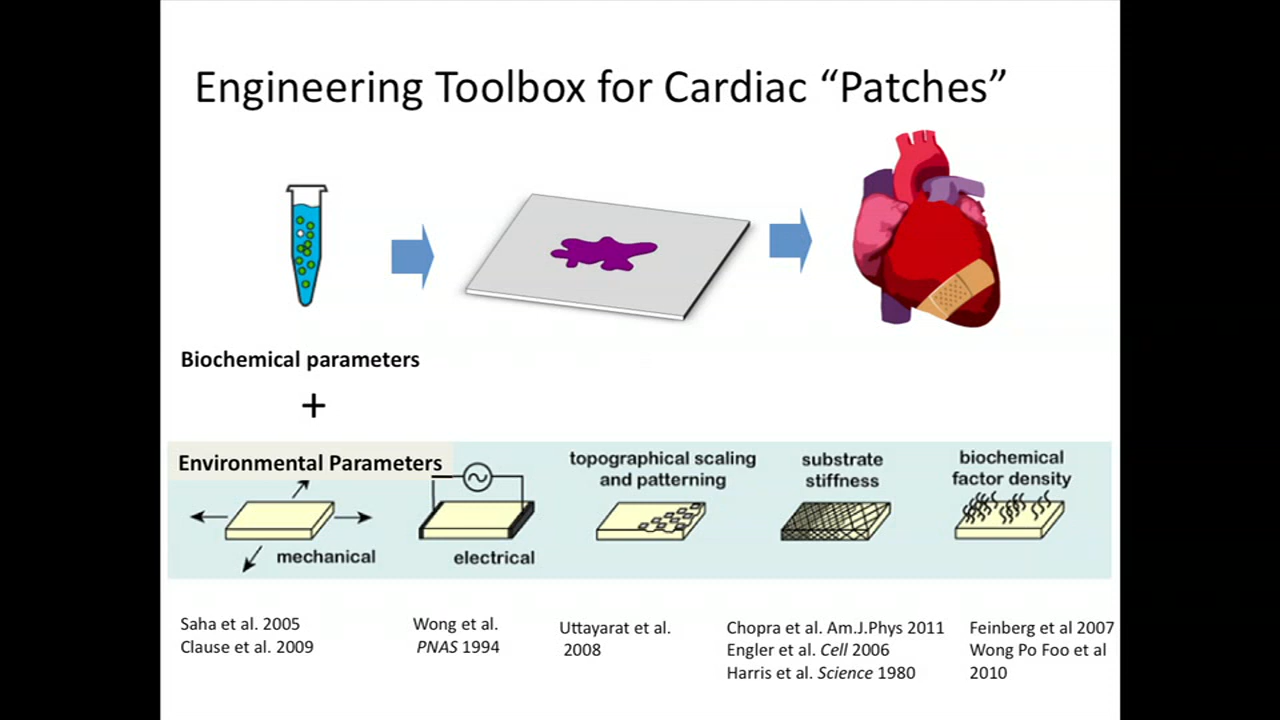 Engineering Toolbox for Cardiac “Patches”
Biochemical parameters
+
Environmental Parameters
mechanical
electrical
topographical scaling
and patterning
substrate
stiffness
biochemical
factor density
Saha et al. 2005
Clause et al. 2009
Wong et al.
PNAS 1994
Uttayarat et al.
2008
Chopra et al. Am.J.Phys 2011
Engler et al. Cell 2006
Harris et al. Science 1980
Feinberg et al 2007
Wong Po Foo et al
2010